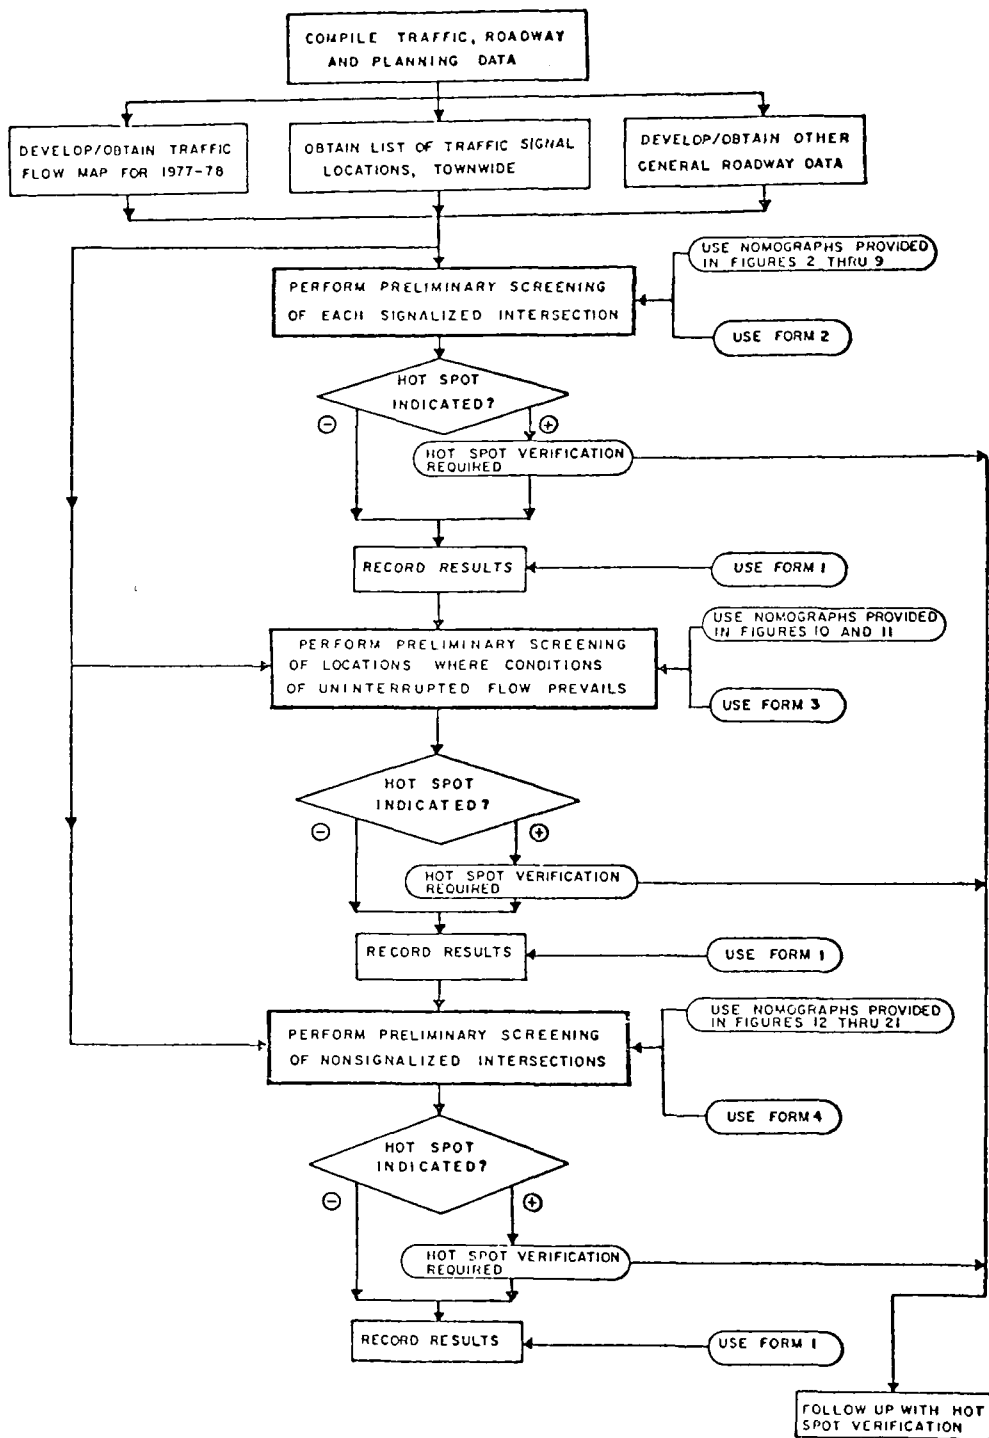 COMPILE TRAFFIC, ROADWAY
AND PLANNING DATA
DEVELOP/OBTAIN TRAFFIC
FLOW MAP FOR 1977-78
OBTAIN LIST OF TRAFFIC SIGNAL
LOCATIONS, TOWNWIDE
DEVELOP/OBTAIN OTHER
GENERAL ROADWAY DATA
USE NOMOGRAPHS PROVIDED
IN FIGURES 2 THRU 9
PERFORM PRELIMINARY SCREENING
OF EACH SIGNALIZED INTERSECTION
USE FORM 2
HOT SPOT
INDICATED?
−
+
HOT SPOT VERIFICATION
REQUIRED
RECORD RESULTS
USE FORM 1
USE NOMOGRAPHS PROVIDED
IN FIGURES 10 AND 11
PERFORM PRELIMINARY SCREENING
OF LOCATIONS WHERE CONDITIONS
OF UNINTERRUPTED FLOW PREVAILS
USE FORM 3
HOT SPOT
INDICATED?
−
+
HOT SPOT VERIFICATION
REQUIRED
RECORD RESULTS
USE FORM 1
USE NOMOGRAPHS PROVIDED
IN FIGURES 12 THRU 21
PERFORM PRELIMINARY SCREENING
OF NONSIGNALIZED INTERSECTIONS
USE FORM 4
HOT SPOT
INDICATED?
−
+
HOT SPOT VERIFICATION
REQUIRED
RECORD RESULTS
USE FORM 1
FOLLOW UP WITH HOT
SPOT VERIFICATION